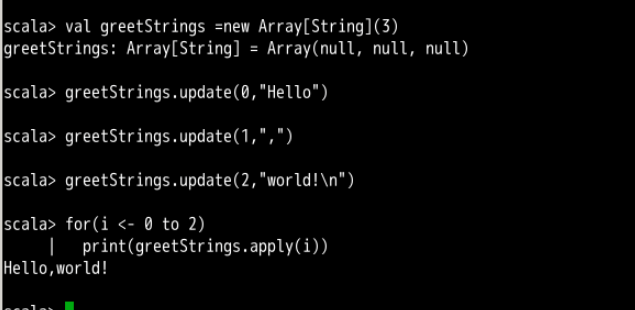 scala> val greetStrings =new Array[String](3)
greetStrings: Array[String] = Array(null, null, null)
scala> greetStrings.update(0,"Hello")
scala> greetStrings.update(1,",")
scala> greetStrings.update(2,"world!\n")
scala> for(i <- 0 to 2)
     |   print(greetStrings.apply(i))
Hello,world!
scala>